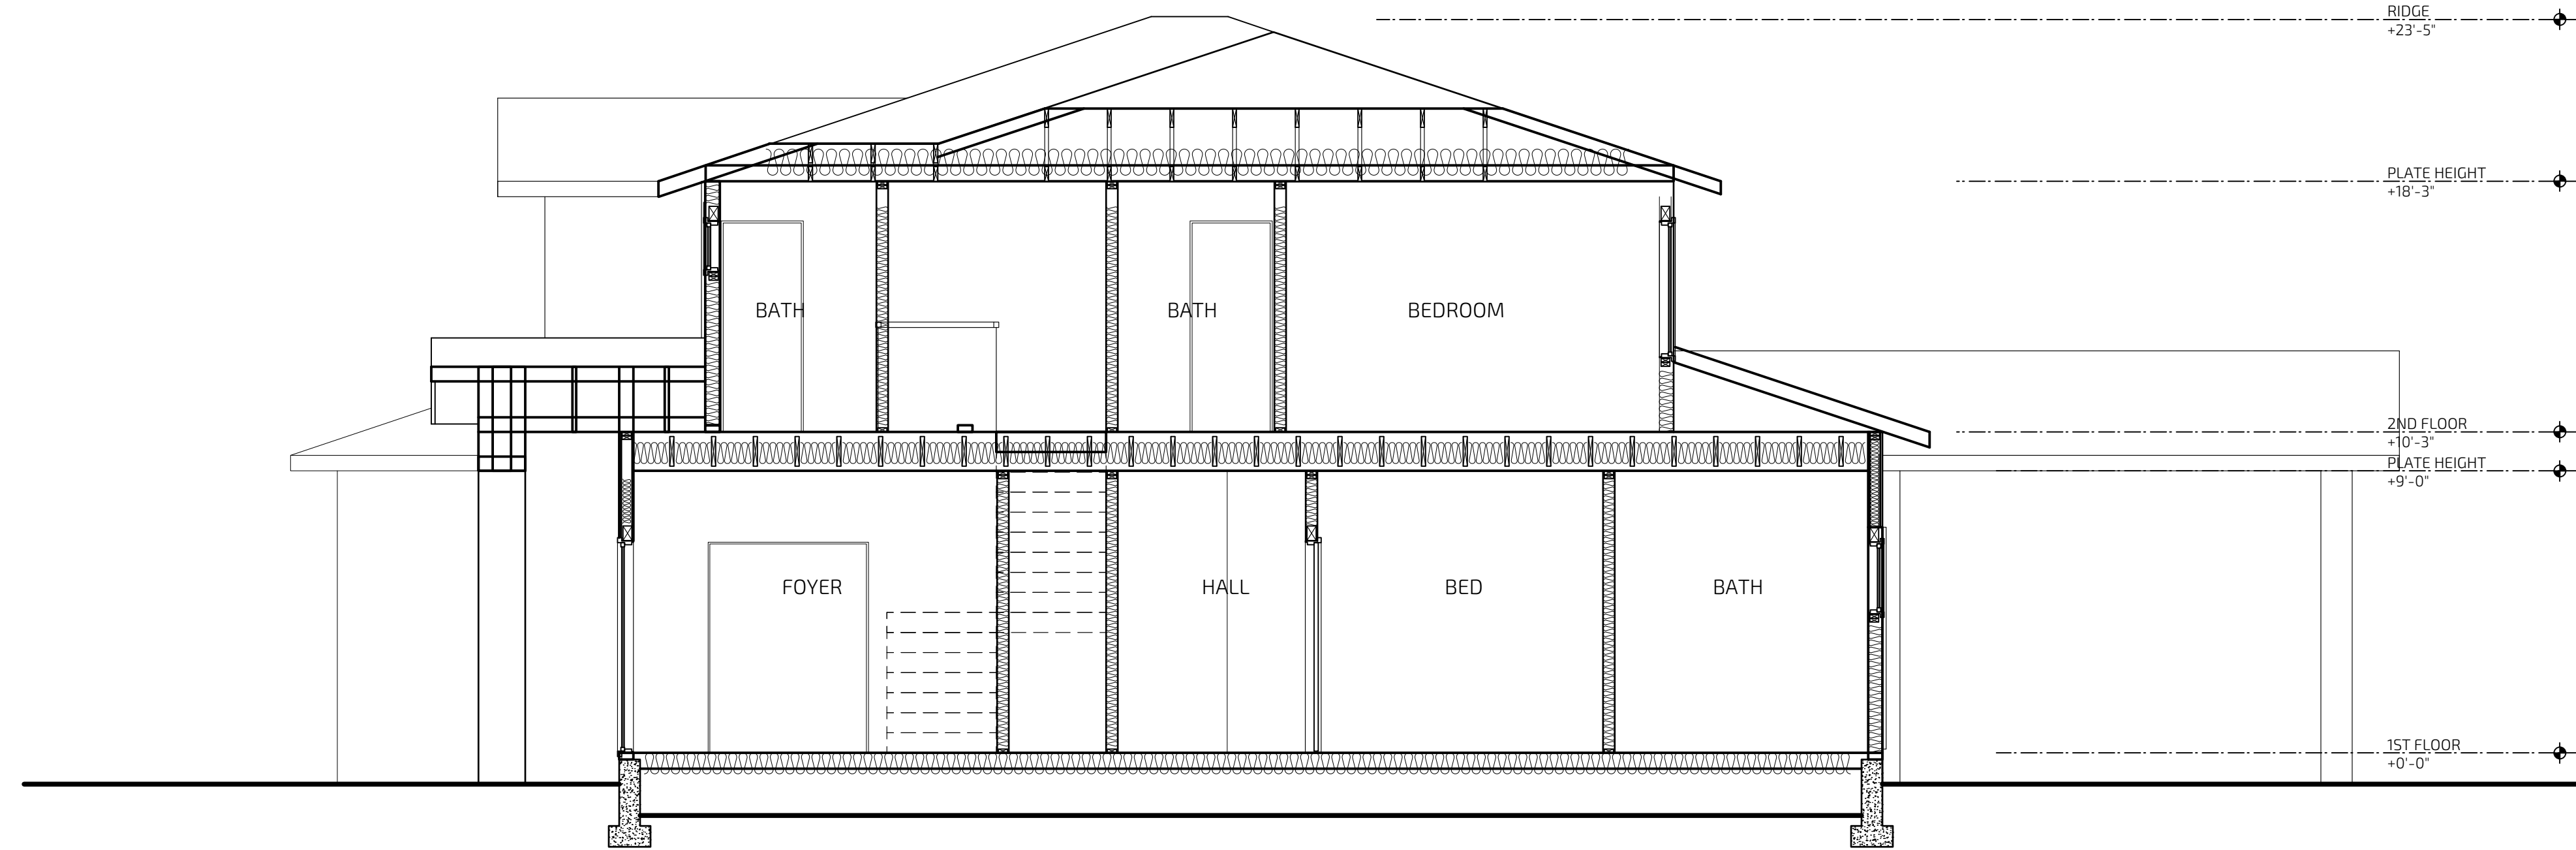 RIDGE
+23'-5"
PLATE HEIGHT
+18'-3"
BATH
BATH
BEDROOM
2ND FLOOR
+10'-3"
PLATE HEIGHT
+9'-0"
FOYER
HALL
BED
BATH
1ST FLOOR
+0'-0"